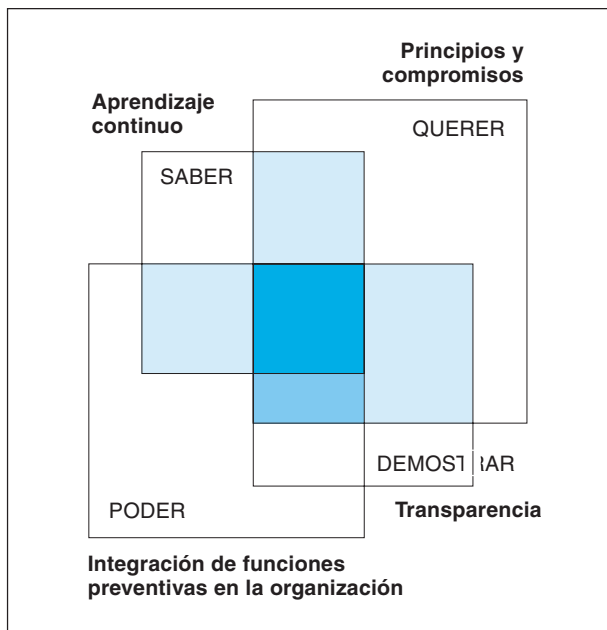 Principios y
compromisos
Aprendizaje
continuo
QUERER
SABER
DEMOSTRAR
PODER
Transparencia
Integración de funciones
preventivas en la organización